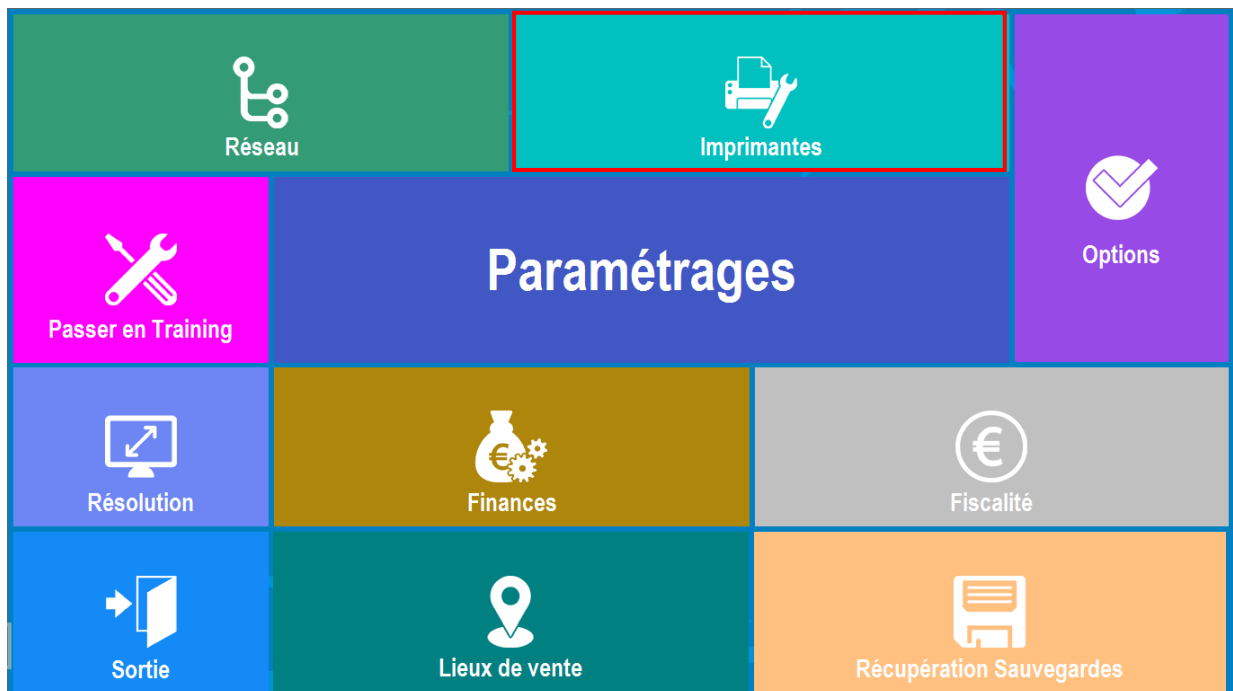 Réseau
Imprimantes
Options
Passer en Training
Paramétrages
Résolution
Finances
Fiscalité
Sortie
Lieux de vente
Récupération Sauvegardes